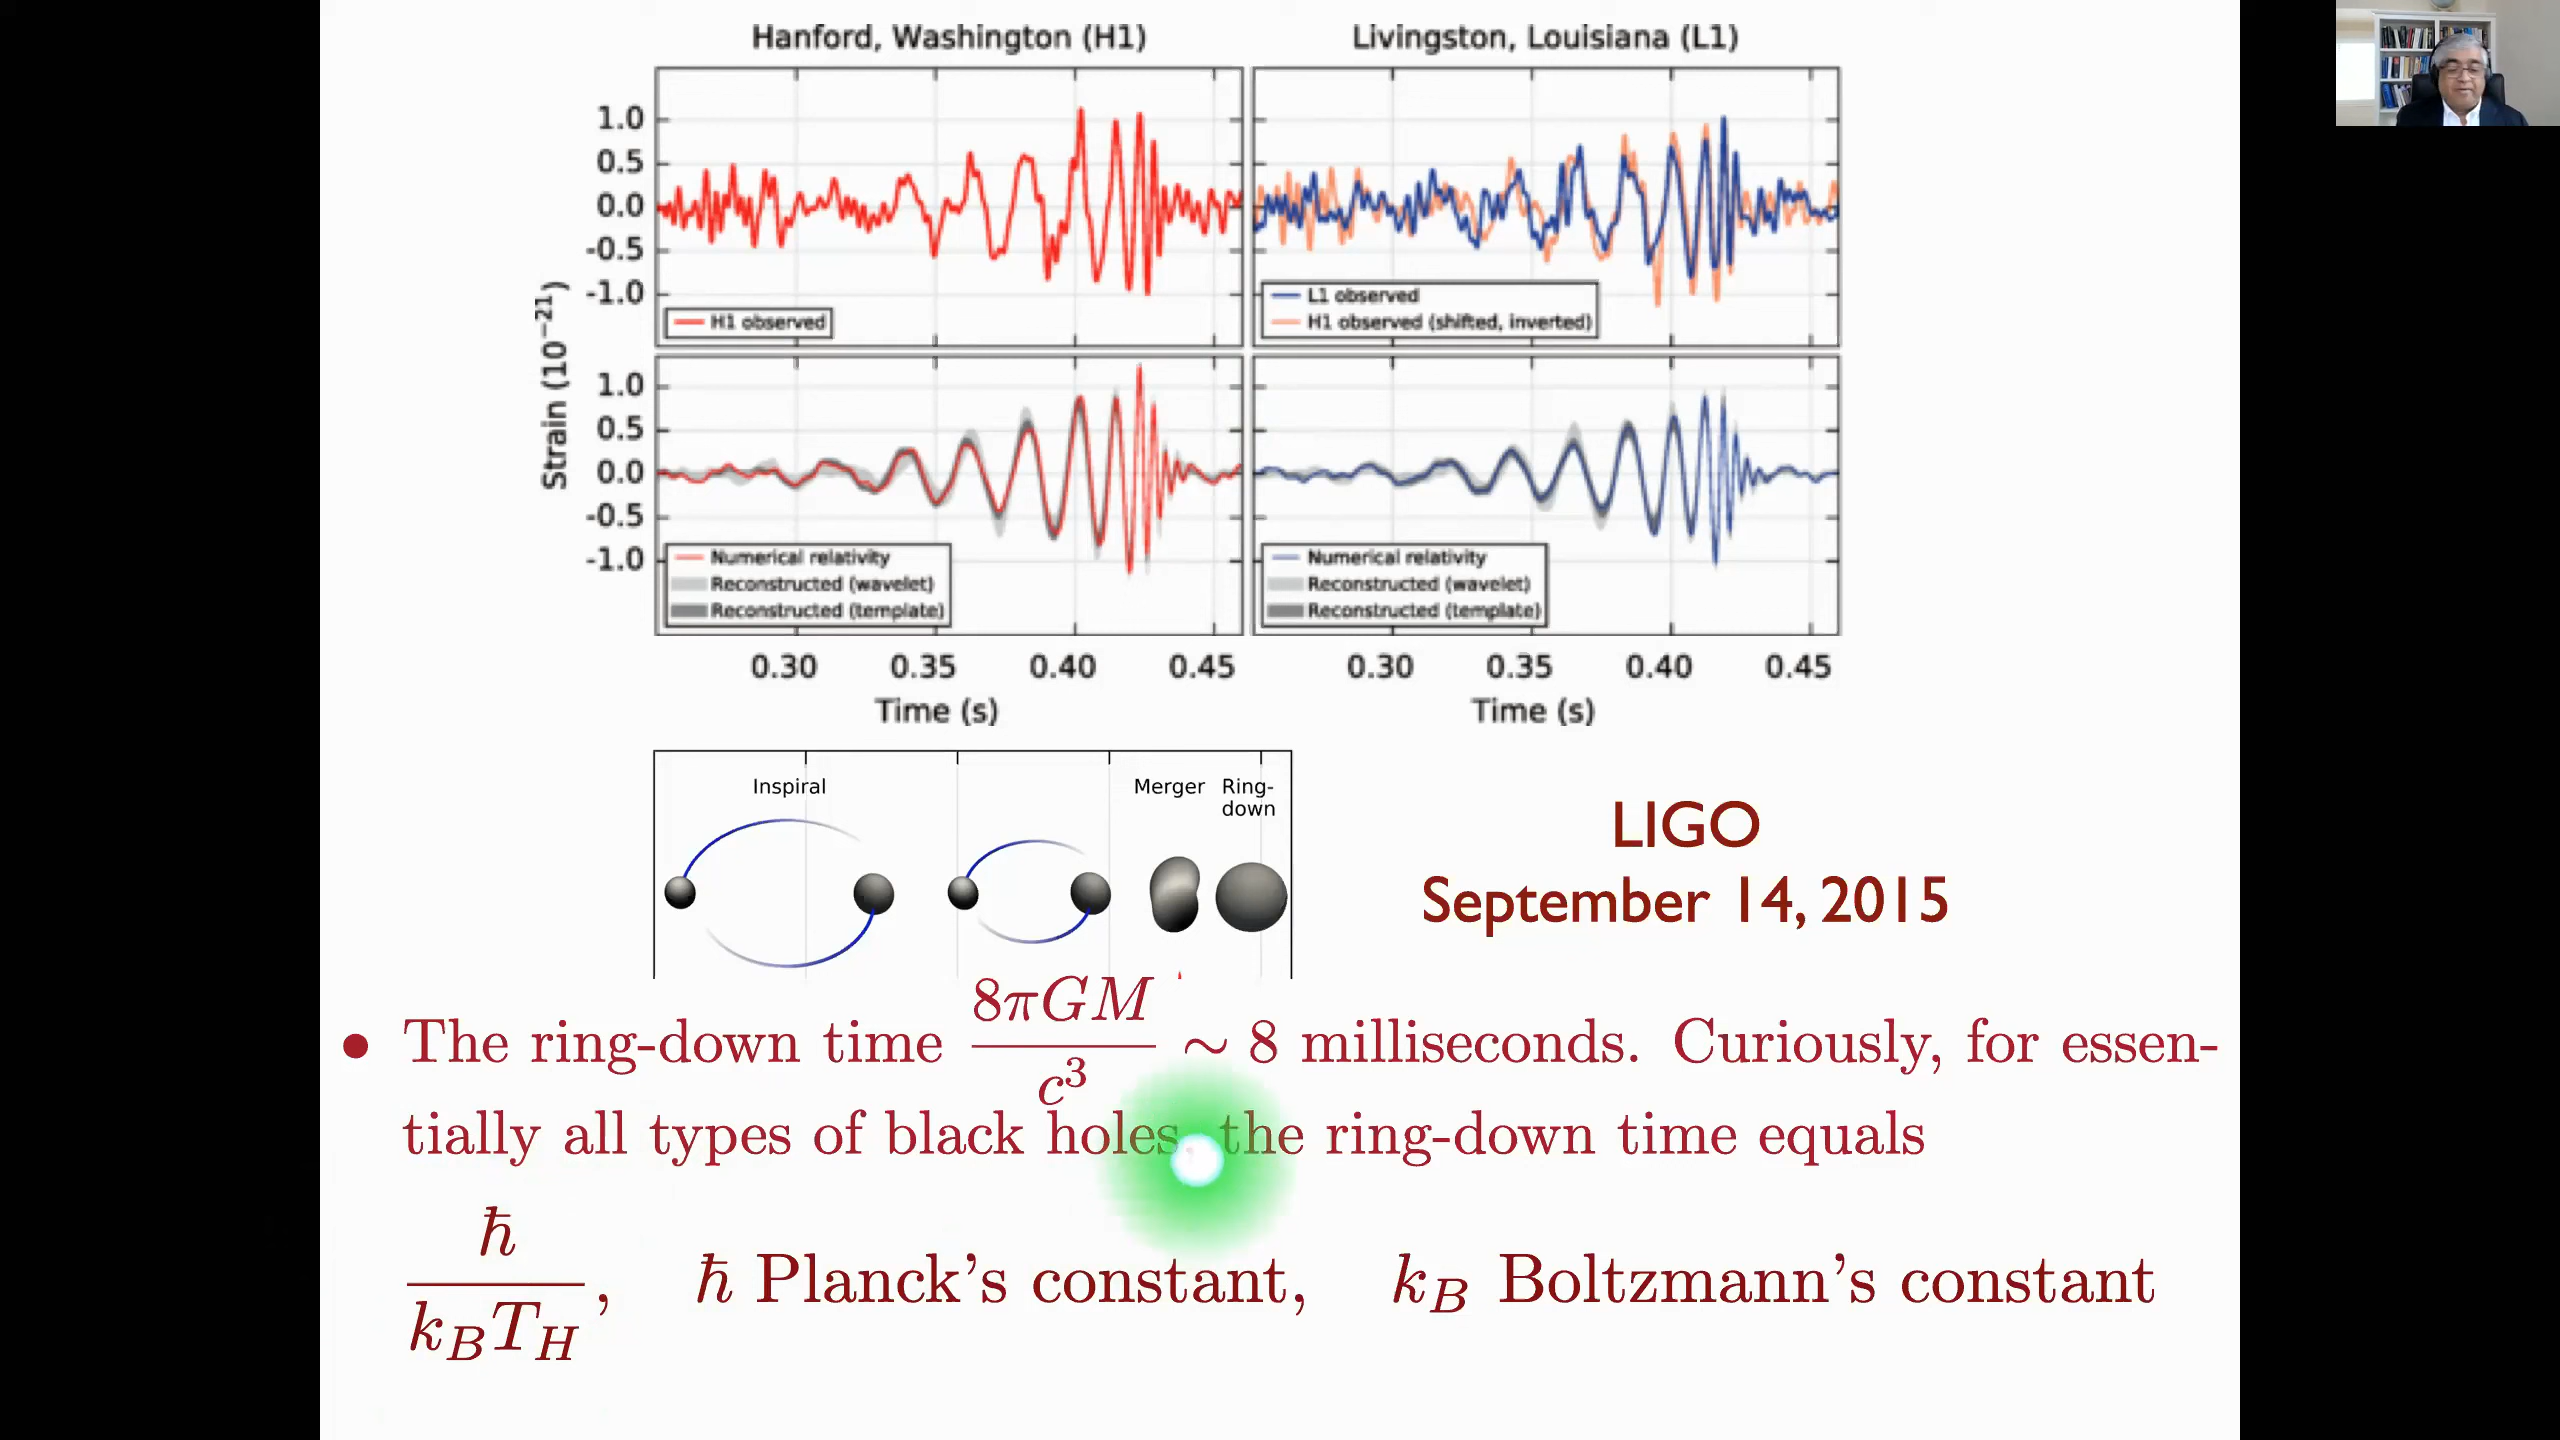 Hanford, Washington (H1)
Livingston, Louisiana (L1)
Strain (10⁻²¹)
1.0
0.5
0.0
-0.5
-1.0
H1 observed
L1 observed
H1 observed (shifted, inverted)
1.0
0.5
0.0
-0.5
-1.0
Numerical relativity
Reconstructed (wavelet)
Reconstructed (template)
Numerical relativity
Reconstructed (wavelet)
Reconstructed (template)
0.30 0.35 0.40 0.45
0.30 0.35 0.40 0.45
Time (s)
Time (s)
Inspiral
Merger
Ring-
down
LIGO
September 14, 2015
• The ring-down time 8πGM/c³ ∼ 8 milliseconds. Curiously, for essen-
tially all types of black holes, the ring-down time equals
ħ/(k_B T_H), ħ Planck's constant, k_B Boltzmann's constant